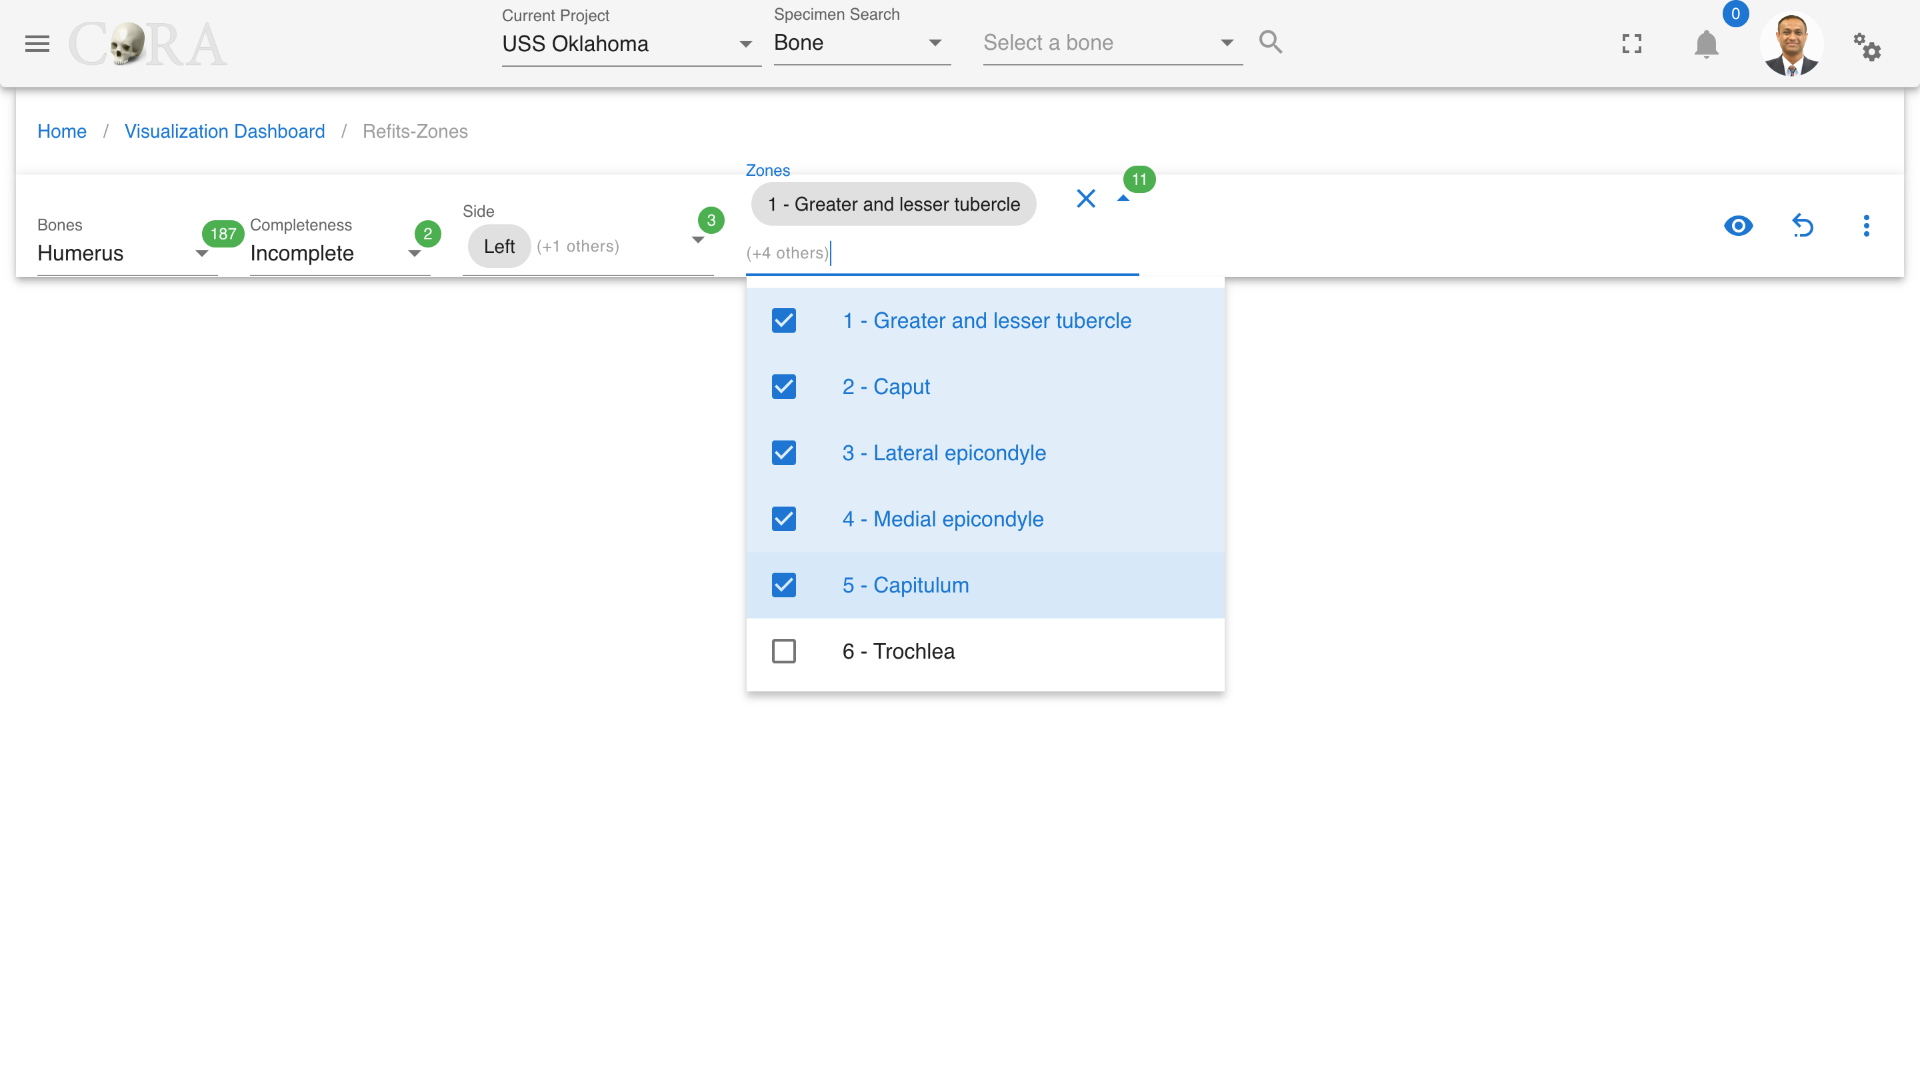 Current Project
USS Oklahoma
Specimen Search
Bone
Select a bone
0
CORA
Home / Visualization Dashboard / Refits-Zones
Bones
Humerus
187
Completeness
Incomplete
2
Side
Left (+1 others)
3
Zones
1 - Greater and lesser tubercle
(+4 others)
11
1 - Greater and lesser tubercle
2 - Caput
3 - Lateral epicondyle
4 - Medial epicondyle
5 - Capitulum
6 - Trochlea